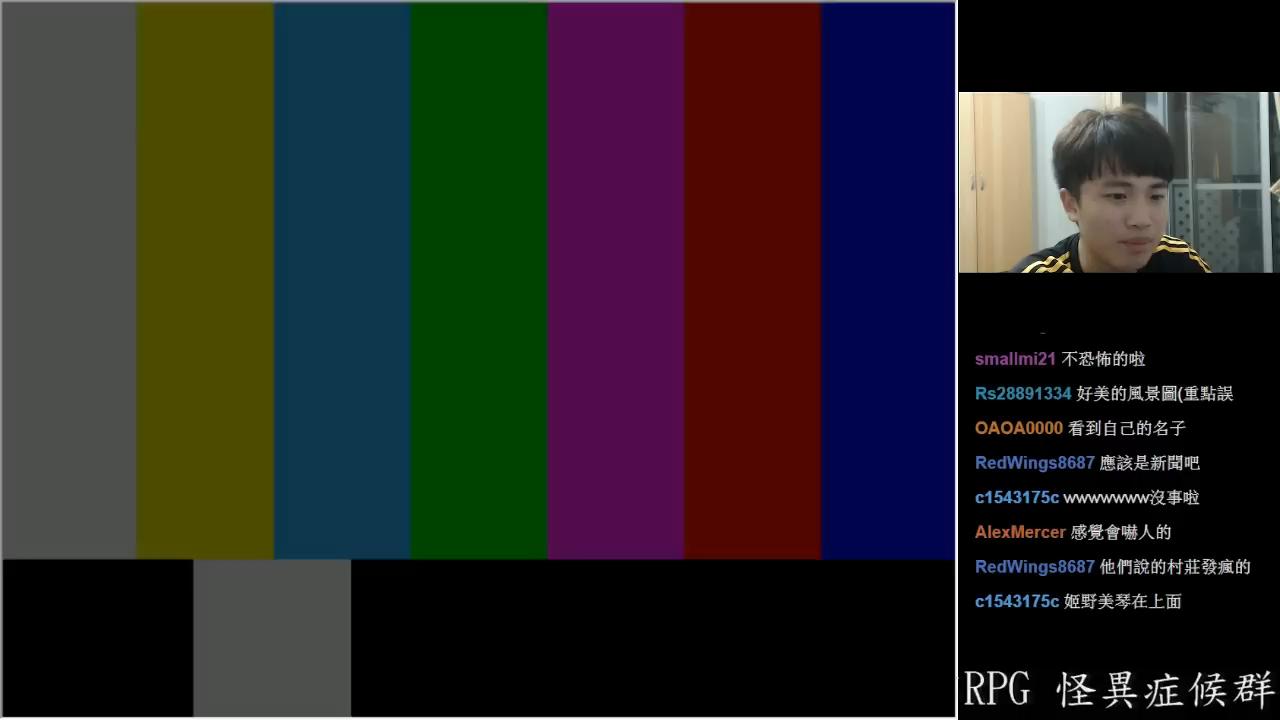 smallmi21 不恐怖的啦
Rs28891334 好美的風景圖(重點誤
OAOA0000 看到自己的名子
RedWings8687 應該是新聞吧
c1543175c wwwwwww沒事啦
AlexMercer 感覺會嚇人的
RedWings8687 他們說的村莊發瘋的
c1543175c 姬野美琴在上面
RPG 怪異症候群